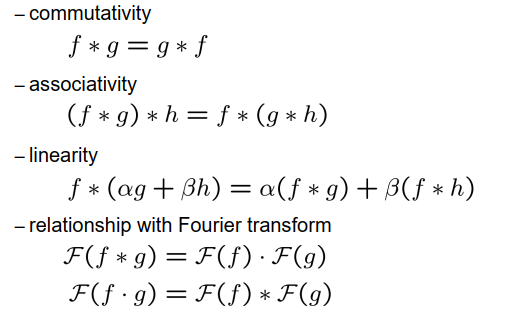 – commutativity
f ∗ g = g ∗ f
– associativity
(f ∗ g) ∗ h = f ∗ (g ∗ h)
– linearity
f ∗ (αg + βh) = α(f ∗ g) + β(f ∗ h)
– relationship with Fourier transform
ℱ(f ∗ g) = ℱ(f) · ℱ(g)
ℱ(f · g) = ℱ(f) ∗ ℱ(g)